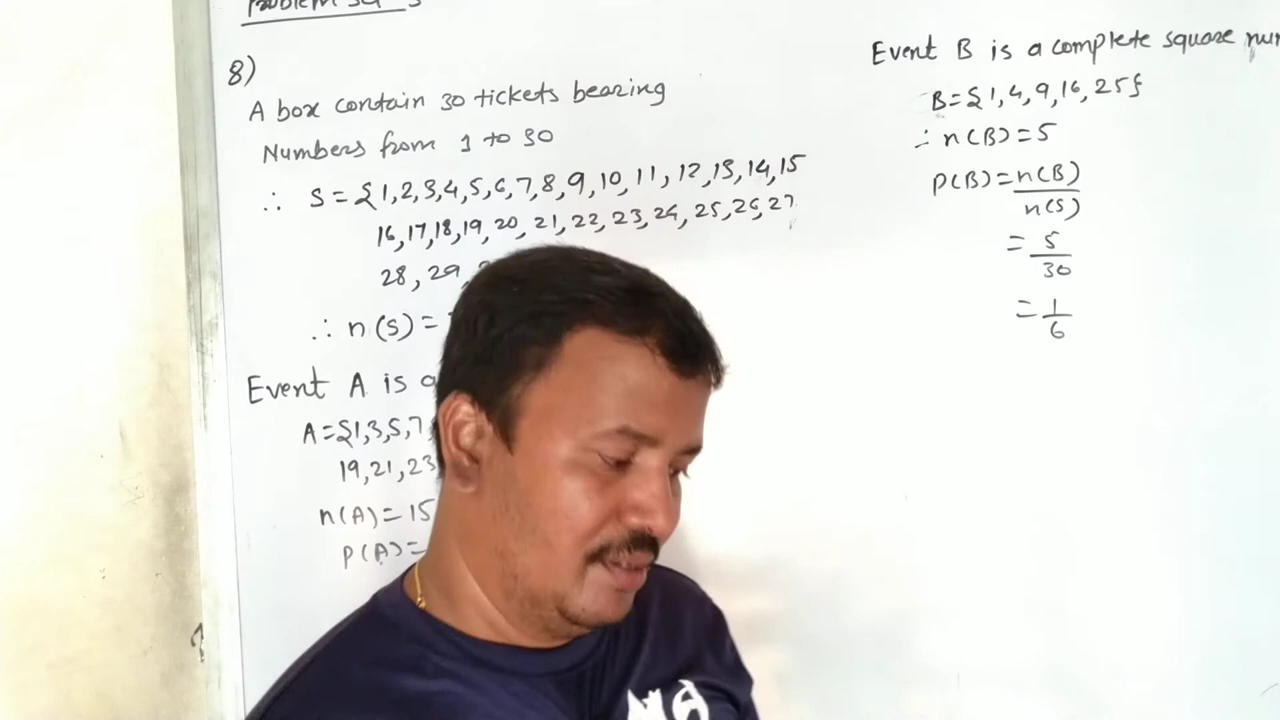 Problem set
8)
A box contain 30 tickets bearing
Numbers from 1 to 30
∴ S = {1,2,3,4,5,6,7,8,9,10,11,12,13,14,15
16,17,18,19,20,21,22,23,24,25,26,27
28,29,
∴ n(s) =
Event A is a
A={1,3,5,7
19,21,23
n(A)=15
P(A)=
Event B is a complete square
B={1,4,9,16,25}
∴ n(B)=5
P(B)=n(B)
n(s)
= 5
30
= 1
6